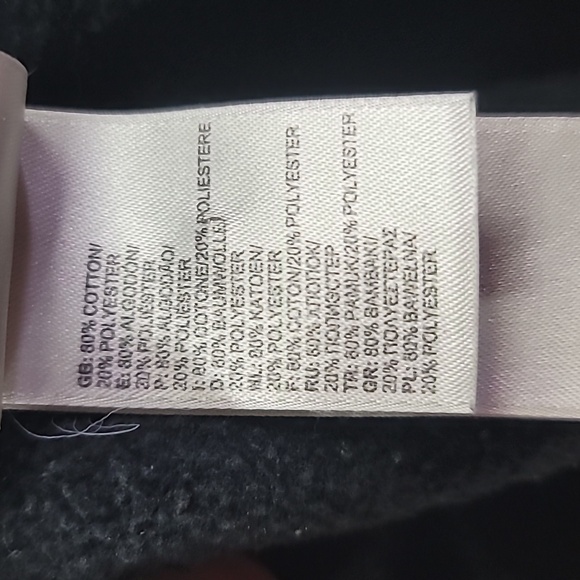 GB: 80% COTTON/
20% POLYESTER
E: 80% ALGODÓN/
20% POLIÉSTER
P: 80% ALGODÃO/
20% POLIÉSTER
I: 80% COTONE/20% POLIESTERE
D: 80% BAUMWOLLE/
20% POLYESTER
NL: 80% KATOEN/
20% POLYESTER
F: 80% COTON/20% POLYESTER
RU: 80% ХЛОПОК/
20% ПОЛИЭСТЕР
TR: 80% PAMUK/20% POLYESTER
GR: 80% ΒΑΜΒΑΚΙ/
20% ΠΟΛΥΕΣΤΕΡΑΣ
PL: 80% BAWEŁNA/
20% POLYESTER